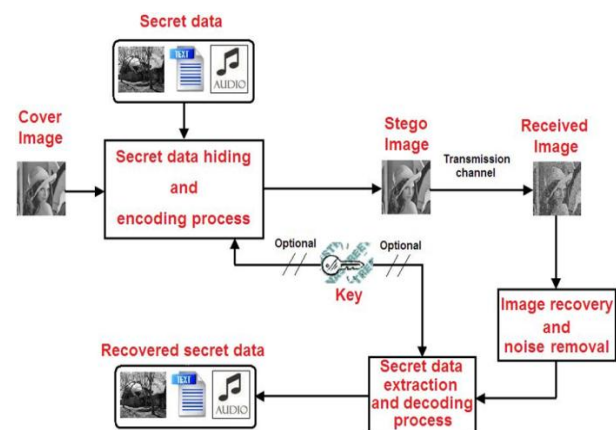 Secret data
TEXT
AUDIO
Cover
Image
Secret data hiding
and
encoding process
Stego
Image
Transmission
channel
Received
Image
Optional
Optional
Key
Image recovery
and
noise removal
Recovered secret data
TEXT
AUDIO
Secret data
extraction
and decoding
process